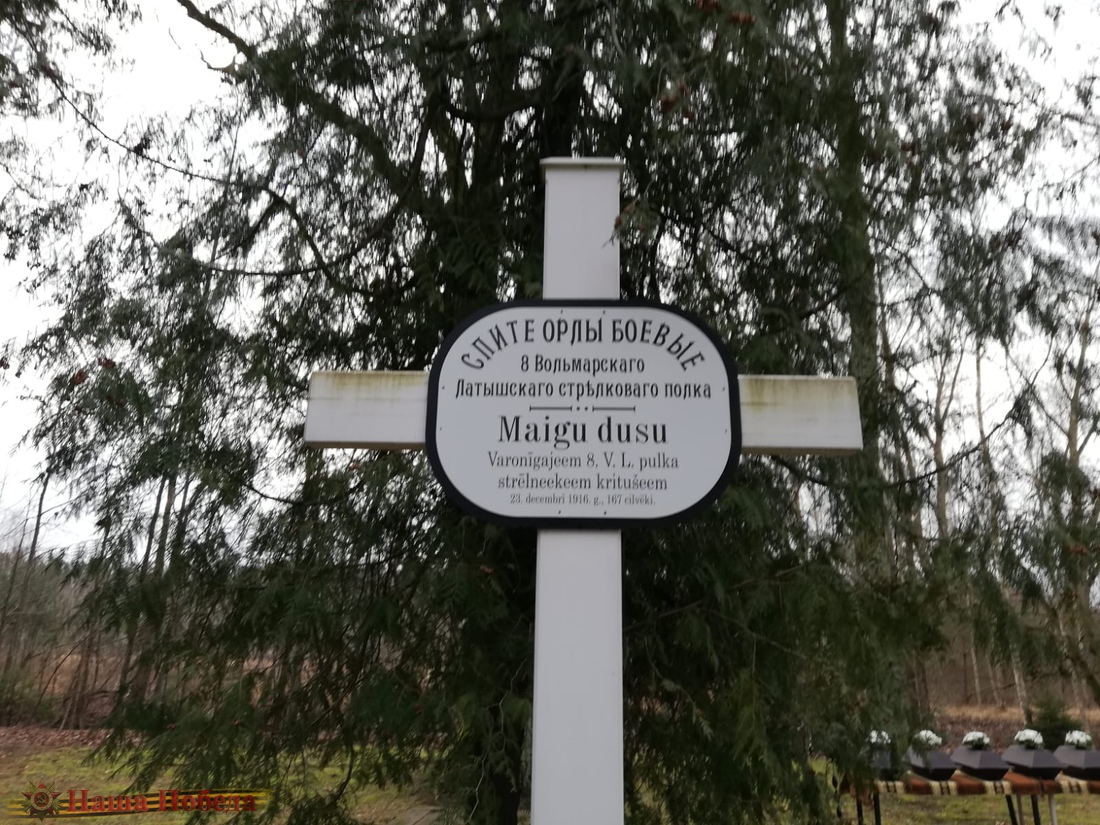 СПИТЕ ОРЛЫ БОЕВЫЕ
8 Вольмарскаго
Латышскаго стрѣлковаго полка
Maigu dusu
Varonīgajeem 8. V. L. pulka
strēlneekeem kritušeem
23. decembrī 1916. g., 167 cilvēki.
Наша Победа